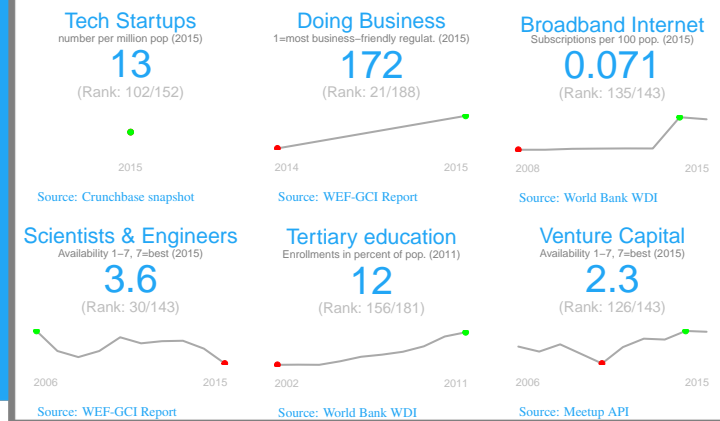 Tech Startups
number per million pop (2015)
13
(Rank: 102/152)
2015
Source: Crunchbase snapshot
Doing Business
1=most business−friendly regulat. (2015)
172
(Rank: 21/188)
2014 2015
Source: WEF-GCI Report
Broadband Internet
Subscriptions per 100 pop. (2015)
0.071
(Rank: 135/143)
2008 2015
Source: World Bank WDI
Scientists & Engineers
Availability 1−7, 7=best (2015)
3.6
(Rank: 30/143)
2006 2015
Source: WEF-GCI Report
Tertiary education
Enrollments in percent of pop. (2011)
12
(Rank: 156/181)
2002 2011
Source: World Bank WDI
Venture Capital
Availability 1−7, 7=best (2015)
2.3
(Rank: 126/143)
2006 2015
Source: Meetup API